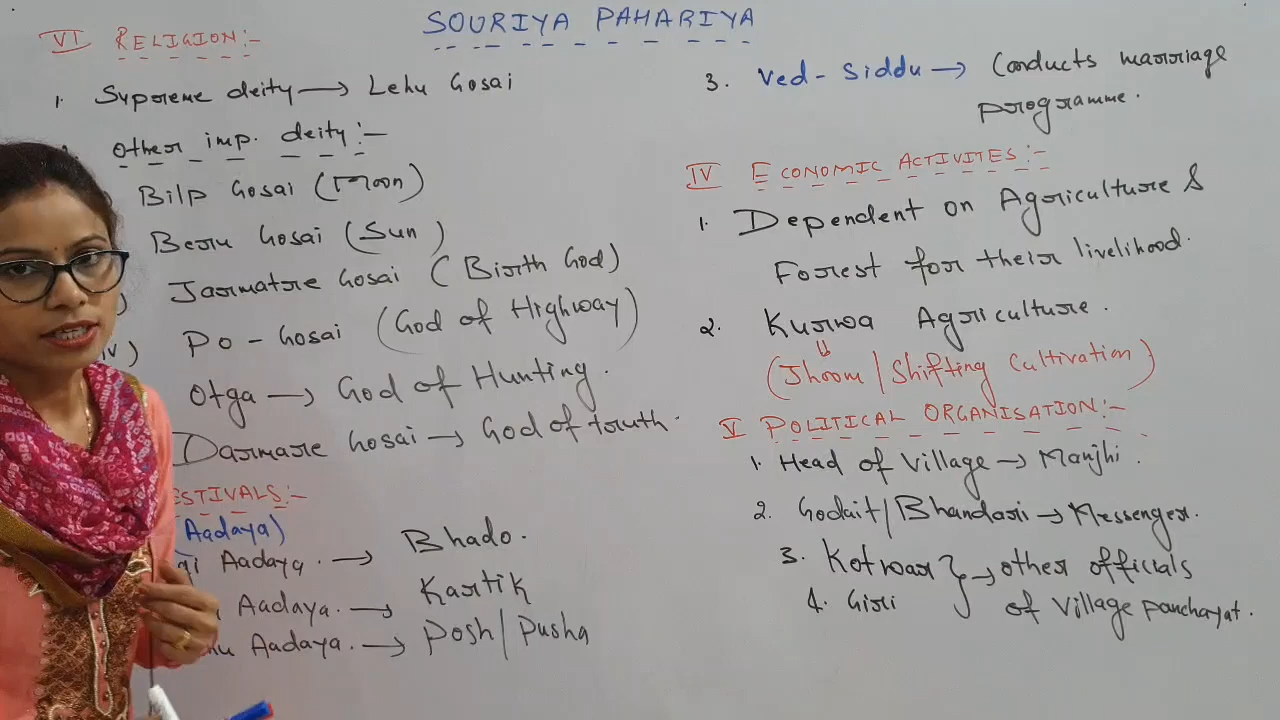 SOURIYA PAHARIYA
VI RELIGION:-
1. Supreme deity → Lehu Gosai
Other imp. deity:-
Bilp Gosai (Moon)
Beru Gosai (Sun)
Jarmatre Gosai (Birth God)
iv) Po-Gosai (God of Highway)
Otga → God of Hunting.
Darmare Gosai → God of truth.
ESTIVALS:-
(Aadaya)
Aadaya. → Bhado.
Aadaya. → Kartik
Aadaya. → Posh/Pusha
3. Ved-Siddu → Conducts marriage
programme.
IV ECONOMIC ACTIVITES:-
1. Dependent on Agriculture &
Forest for their livelihood.
2. Kurwa Agriculture.
(Jhoom/Shifting Cultivation)
V POLITICAL ORGANISATION:-
1. Head of Village → Manjhi.
2. Godait/Bhandari → Messenger.
3. Kotwar } → other officials
4. Giri of Village Panchayat.